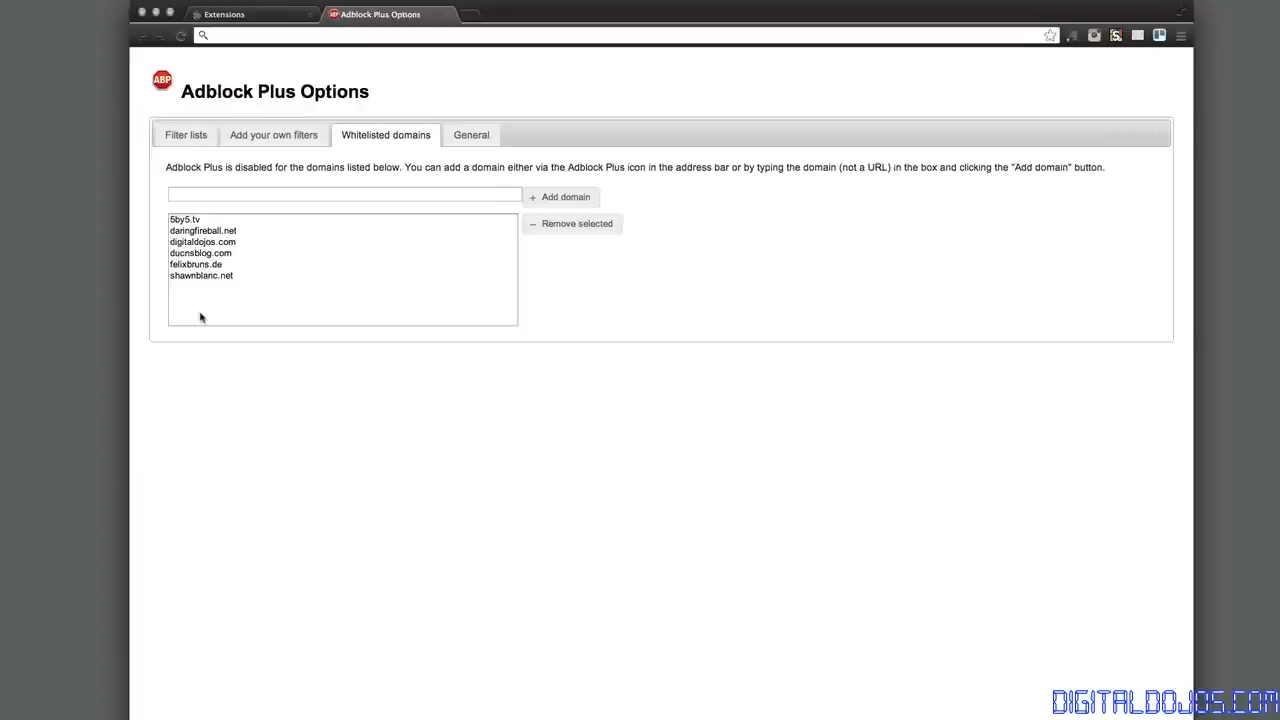 Extensions
ABP Adblock Plus Options
ABP
Adblock Plus Options
Filter lists
Add your own filters
Whitelisted domains
General
Adblock Plus is disabled for the domains listed below. You can add a domain either via the Adblock Plus icon in the address bar or by typing the domain (not a URL) in the box and clicking the "Add domain" button.
+ Add domain
– Remove selected
5by5.tv
daringfireball.net
digitaldojos.com
ducnsblog.com
felixbruns.de
shawnblanc.net
DIGITALDOJOS.COM